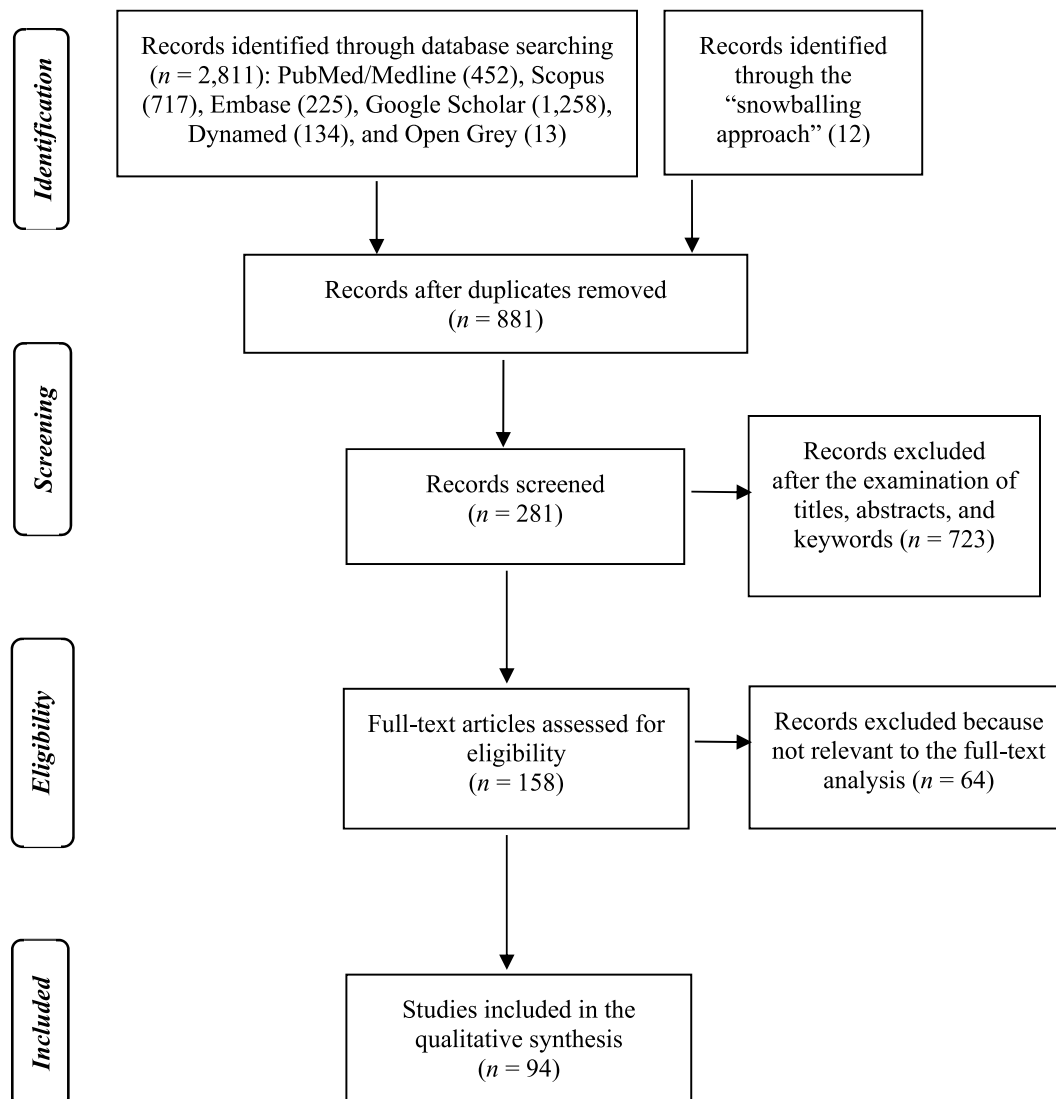 Identification
Records identified through database searching
(n = 2,811): PubMed/Medline (452), Scopus
(717), Embase (225), Google Scholar (1,258),
Dynamed (134), and Open Grey (13)
Records identified
through the
“snowballing
approach” (12)
Records after duplicates removed
(n = 881)
Screening
Records screened
(n = 281)
Records excluded
after the examination of
titles, abstracts, and
keywords (n = 723)
Eligibility
Full-text articles assessed for
eligibility
(n = 158)
Records excluded because
not relevant to the full-text
analysis (n = 64)
Included
Studies included in the
qualitative synthesis
(n = 94)